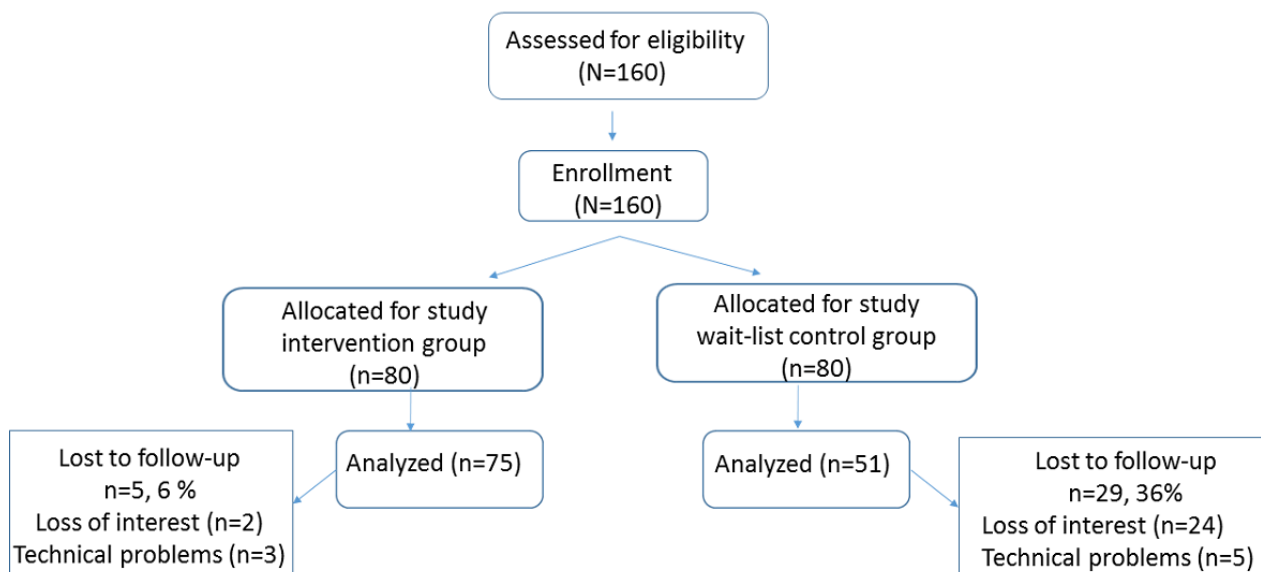 Assessed for eligibility
(N=160)
Enrollment
(N=160)
Allocated for study
intervention group
(n=80)
Allocated for study
wait-list control group
(n=80)
Lost to follow-up
n=5, 6 %
Loss of interest (n=2)
Technical problems (n=3)
Analyzed (n=75)
Analyzed (n=51)
Lost to follow-up
n=29, 36%
Loss of interest (n=24)
Technical problems (n=5)